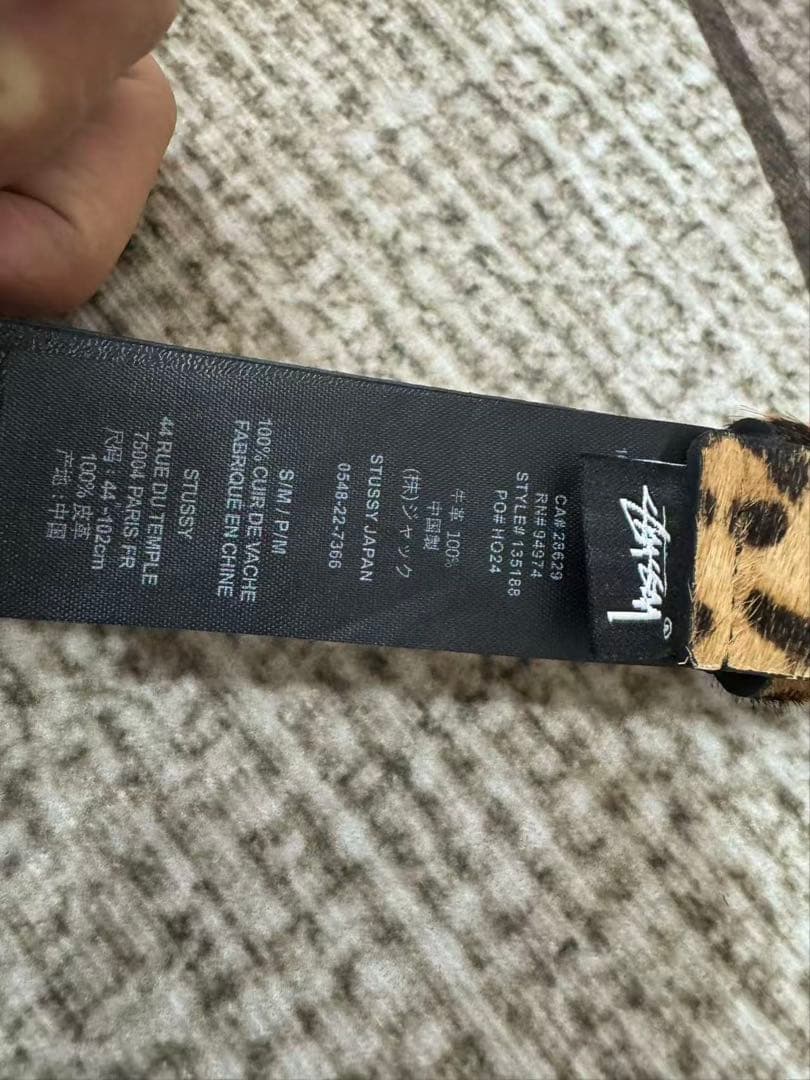 STÜSSY®
CA# 28629
RN# 94974
STYLE# 135188
PO# HO24
牛革 100%
中国製
(株)ジャック
STUSSY JAPAN
0548-22-7366
S/M / P/M
100% CUIR DE VACHE
FABRIQUÉ EN CHINE
STUSSY
44 RUE DU TEMPLE
75004 PARIS FR
尺码：44"-102cm
100% 皮革
产地：中国